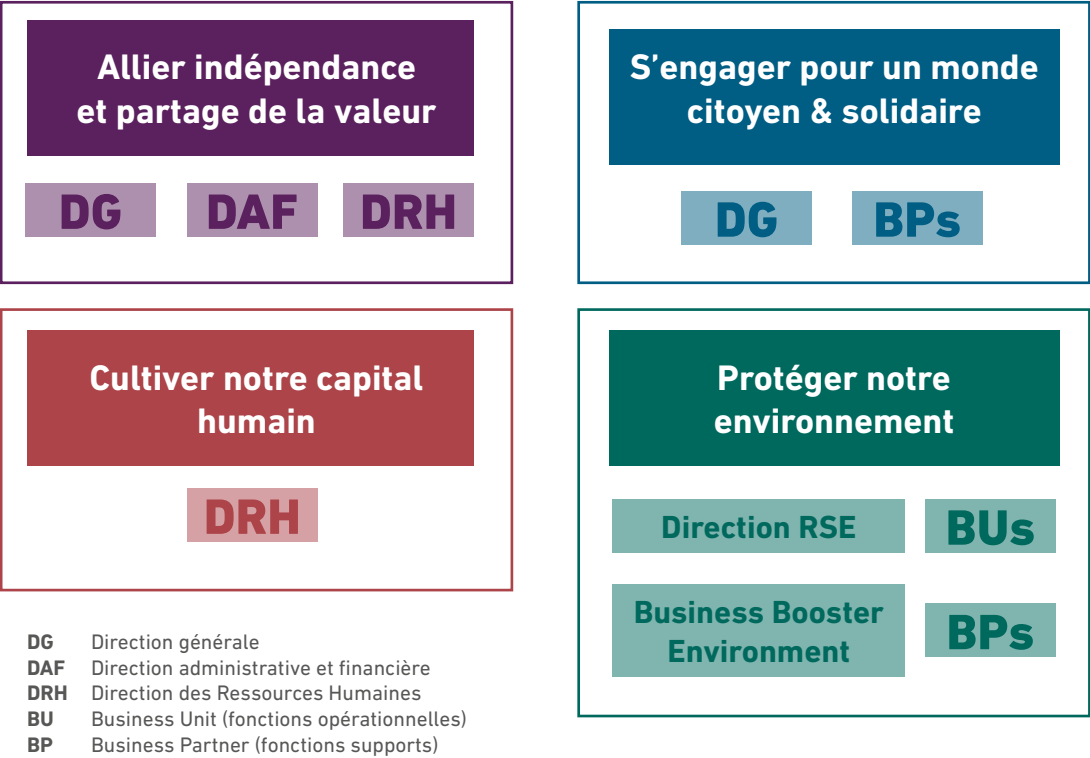 Allier indépendance
et partage de la valeur
DG DAF DRH
S’engager pour un monde
citoyen & solidaire
DG BPs
Cultiver notre capital
humain
DRH
Protéger notre
environnement
Direction RSE BUs
Business Booster
Environment BPs
DG Direction générale
DAF Direction administrative et financière
DRH Direction des Ressources Humaines
BU Business Unit (fonctions opérationnelles)
BP Business Partner (fonctions supports)